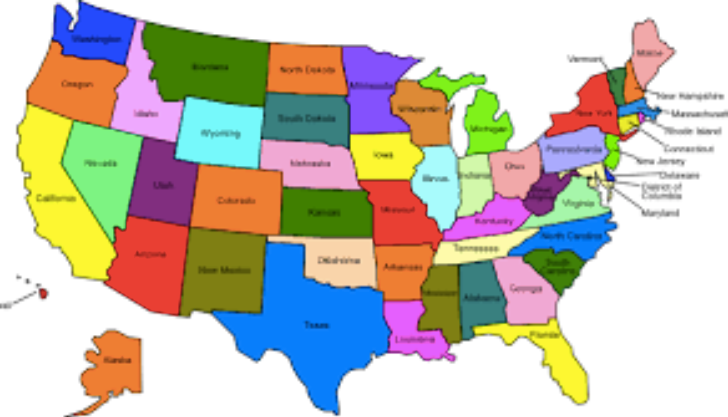 Washington
Oregon
California
Nevada
Idaho
Montana
Wyoming
Utah
Arizona
Colorado
New Mexico
North Dakota
South Dakota
Nebraska
Kansas
Oklahoma
Texas
Minnesota
Iowa
Missouri
Arkansas
Louisiana
Wisconsin
Illinois
Michigan
Indiana
Ohio
Kentucky
Tennessee
Alabama
Georgia
Florida
South
Carolina
North Carolina
Virginia
Pennsylvania
New York
Vermont
Maine
New Hampshire
Rhode Island
Connecticut
New Jersey
Delaware
District of
Columbia
Maryland
Alaska